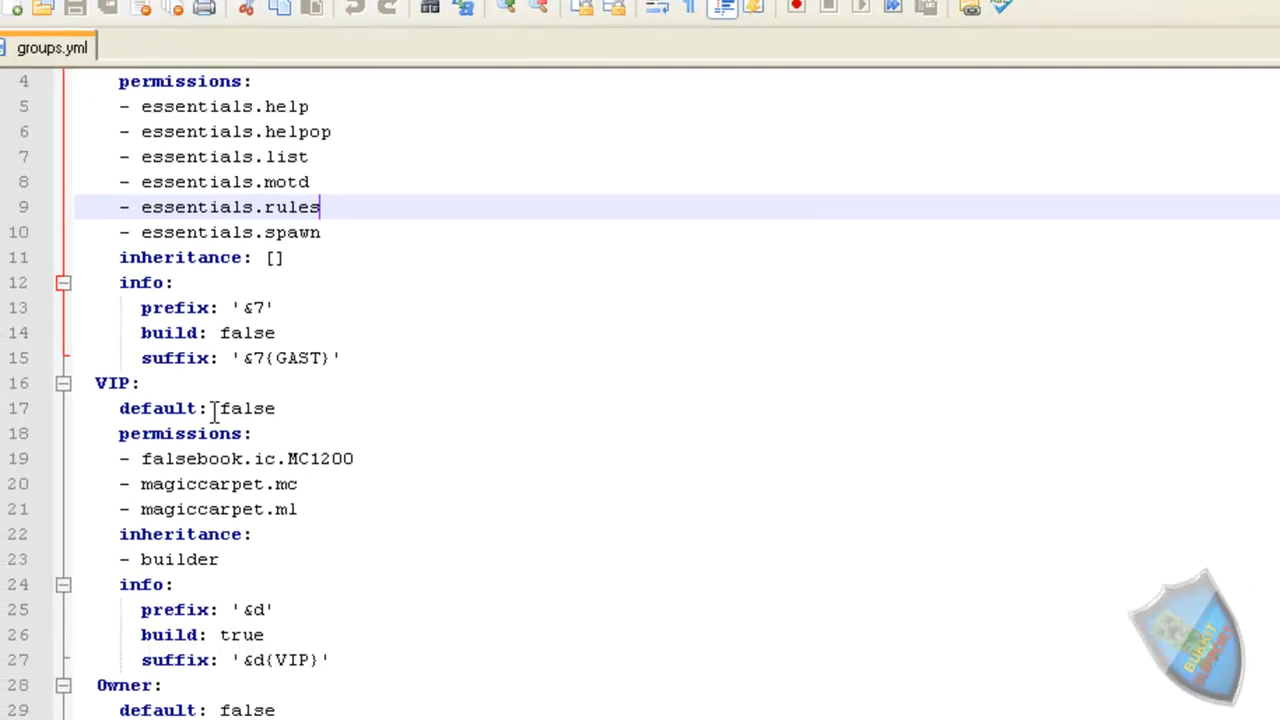 groups.yml
4 permissions:
5 - essentials.help
6 - essentials.helpop
7 - essentials.list
8 - essentials.motd
9 - essentials.rules
10 - essentials.spawn
11 inheritance: []
12 info:
13 prefix: '&7'
14 build: false
15 suffix: '&7{GAST}'
16 VIP:
17 default: false
18 permissions:
19 - falsebook.ic.MC1200
20 - magiccarpet.mc
21 - magiccarpet.ml
22 inheritance:
23 - builder
24 info:
25 prefix: '&d'
26 build: true
27 suffix: '&d{VIP}'
28 Owner:
29 default: false
BUKKIT